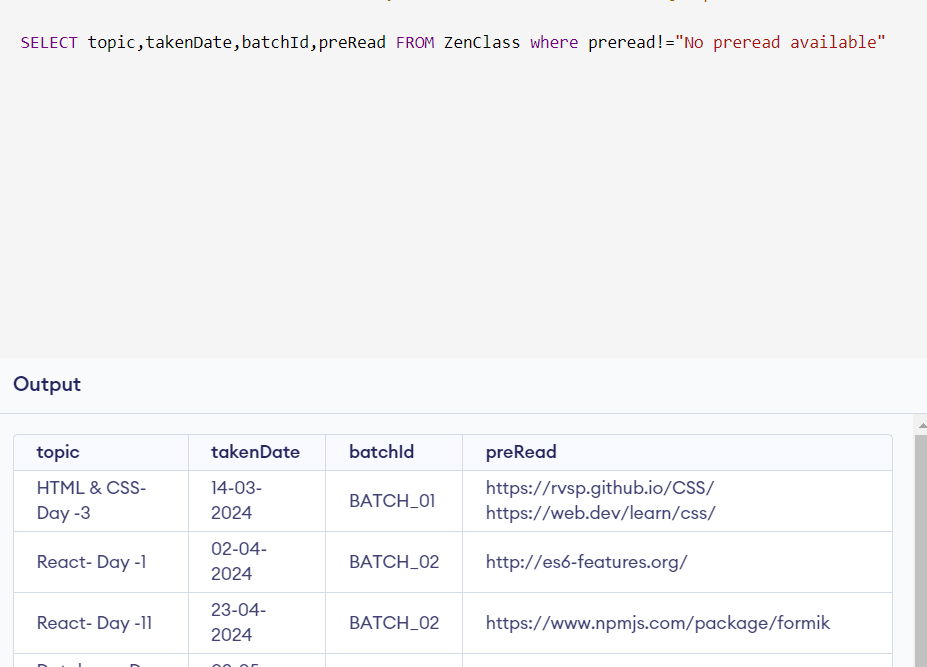 SELECT topic,takenDate,batchId,preRead FROM ZenClass where preread!="No preread available"
Output
topic takenDate batchId preRead
HTML & CSS- 14-03- https://rvsp.github.io/CSS/
BATCH_01
Day -3 2024 https://web.dev/learn/css/
02-04-
React- Day -1 BATCH_02 http://es6-features.org/
2024
23-04-
React- Day -11 BATCH_02 https://www.npmjs.com/package/formik
2024